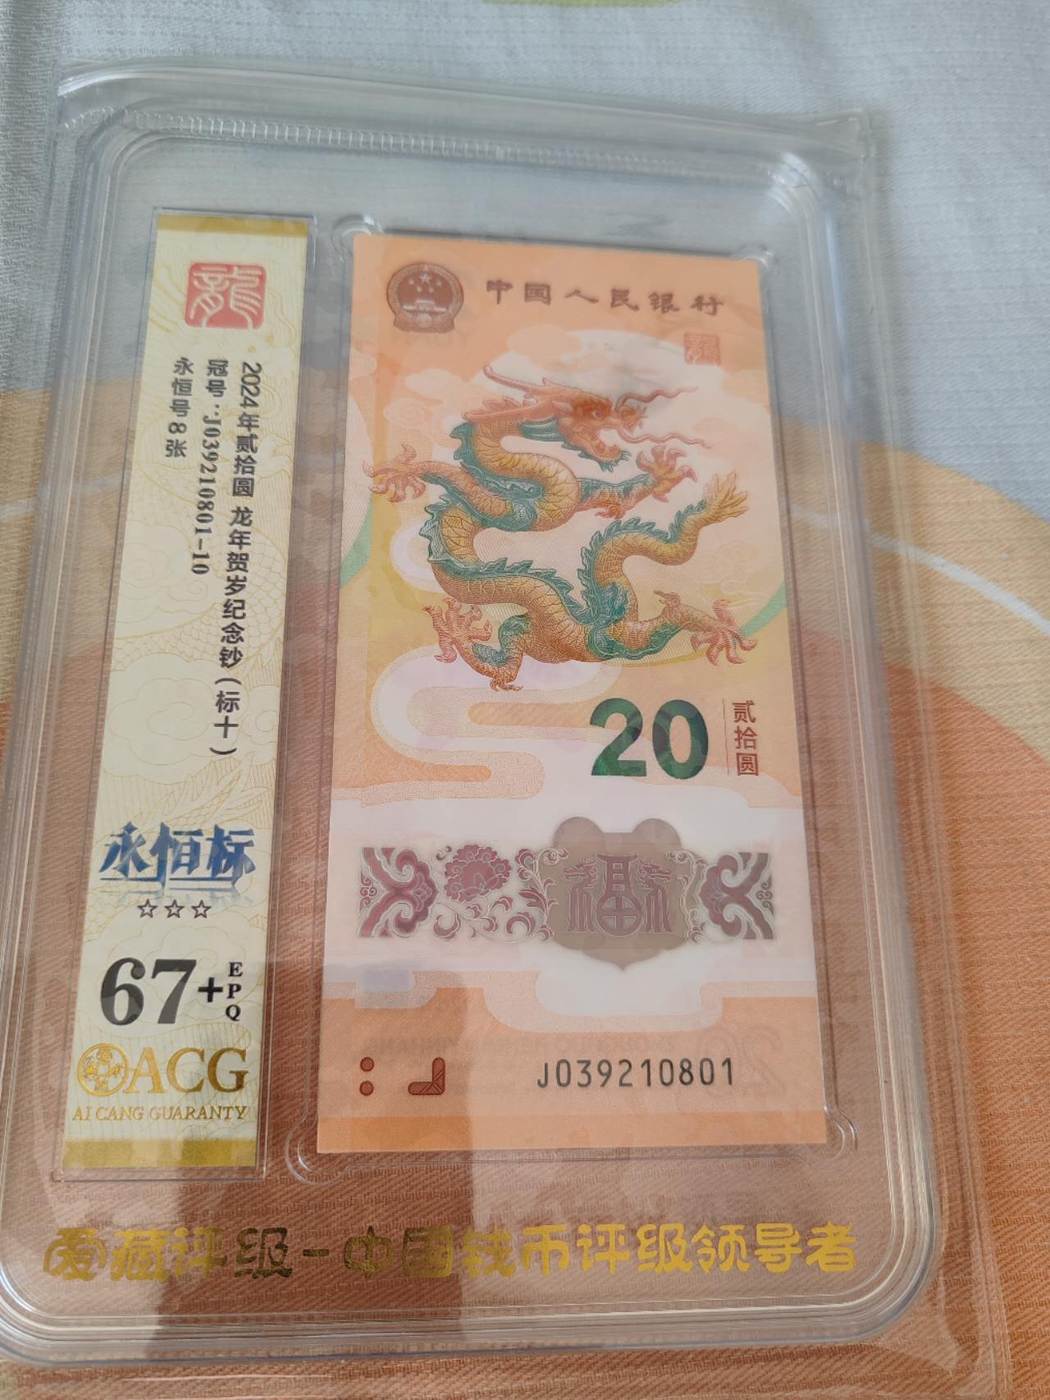 龍
2024年贰拾圆 龙年贺岁纪念钞(标十)
冠号:J039210801-10
永恒号8张
永恒标
☆☆☆
67+EPQ
ACG
AI CANG GUARANTY
中国人民银行
20
贰拾圆
福
J039210801
爱藏评级-中国钱币评级领导者